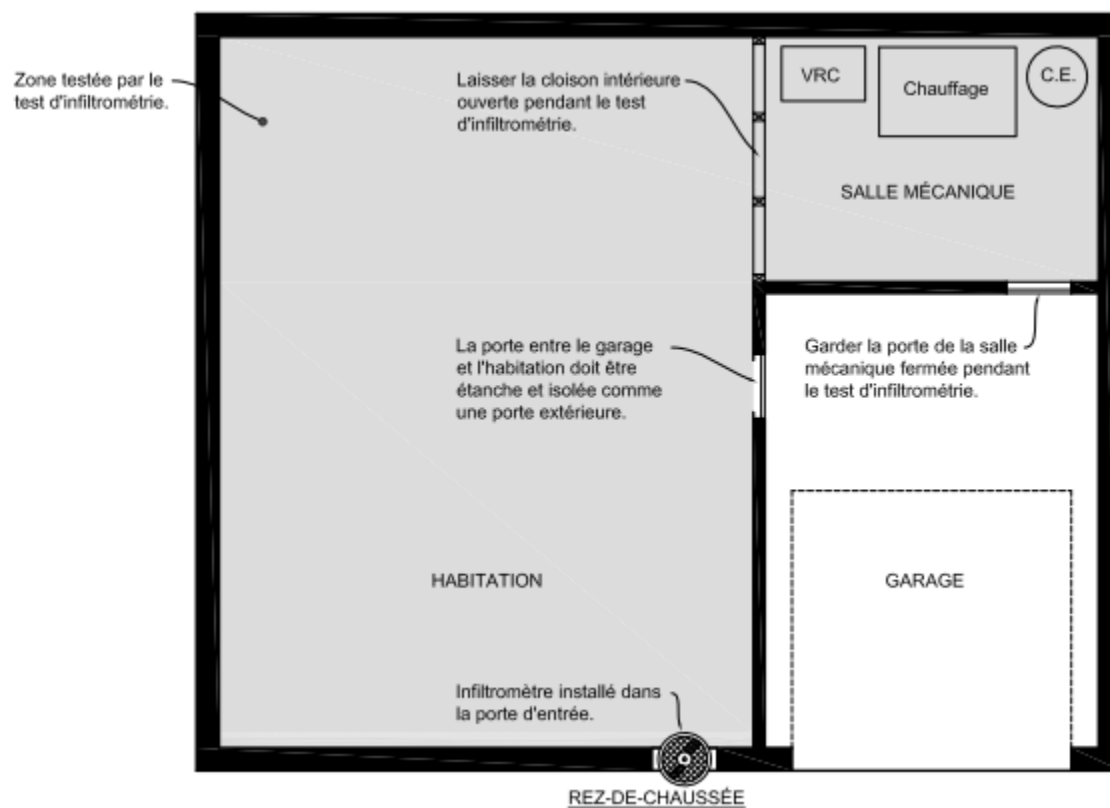 Zone testée par le
test d'infiltrométrie.
Laisser la cloison intérieure
ouverte pendant le test
d'infiltrométrie.
VRC
Chauffage
C.E.
SALLE MÉCANIQUE
La porte entre le garage
et l'habitation doit être
étanche et isolée comme
une porte extérieure.
Garder la porte de la salle
mécanique fermée pendant
le test d'infiltrométrie.
HABITATION
GARAGE
Infiltromètre installé dans
la porte d'entrée.
REZ-DE-CHAUSSÉE